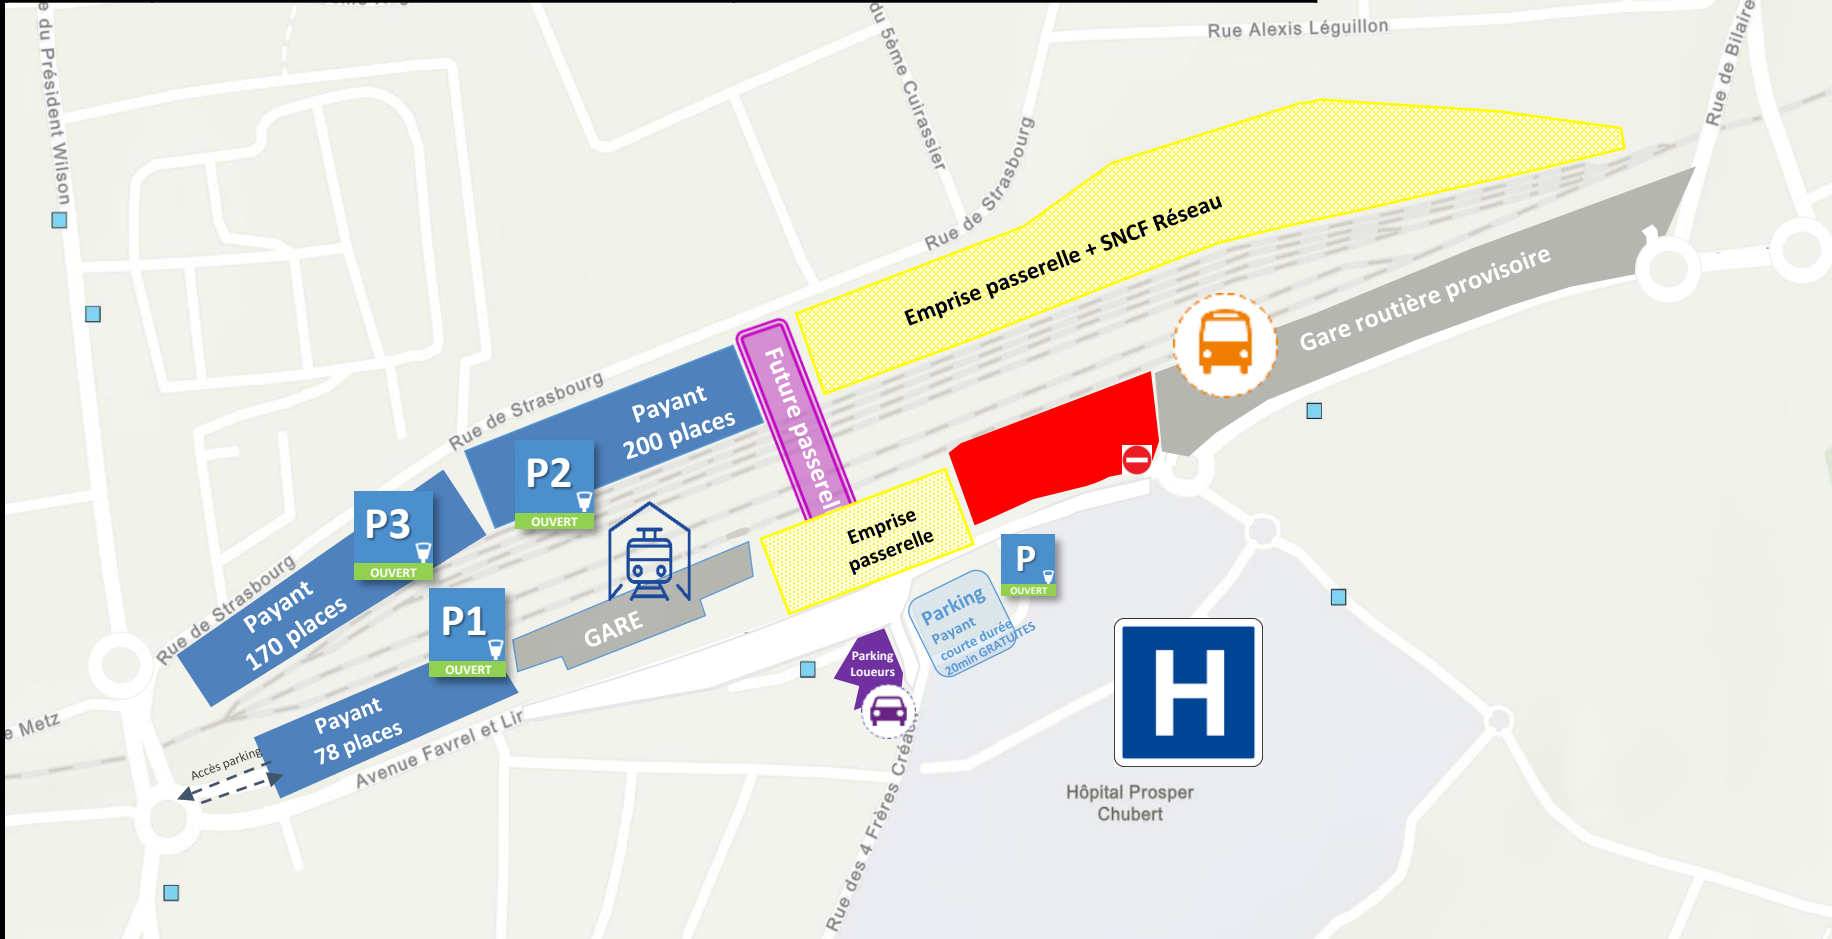 e du Président Wilson
du 5ème Cuirassier
Rue Alexis Léguillon
Rue de Bilaire
Rue de Strasbourg
Emprise passerelle + SNCF Réseau
Gare routière provisoire
Future passerel
Rue de Strasbourg
Payant
200 places
P2
OUVERT
P3
OUVERT
Rue de Strasbourg
Payant
170 places
P1
OUVERT
GARE
Emprise
passerelle
P
OUVERT
Parking
Payant
courte durée
20min GRATUITES
Parking
Loueurs
Payant
78 places
e Metz
Accès parking
Avenue Favrel et Lir
Rue des 4 Frères Créac
H
Hôpital Prosper
Chubert